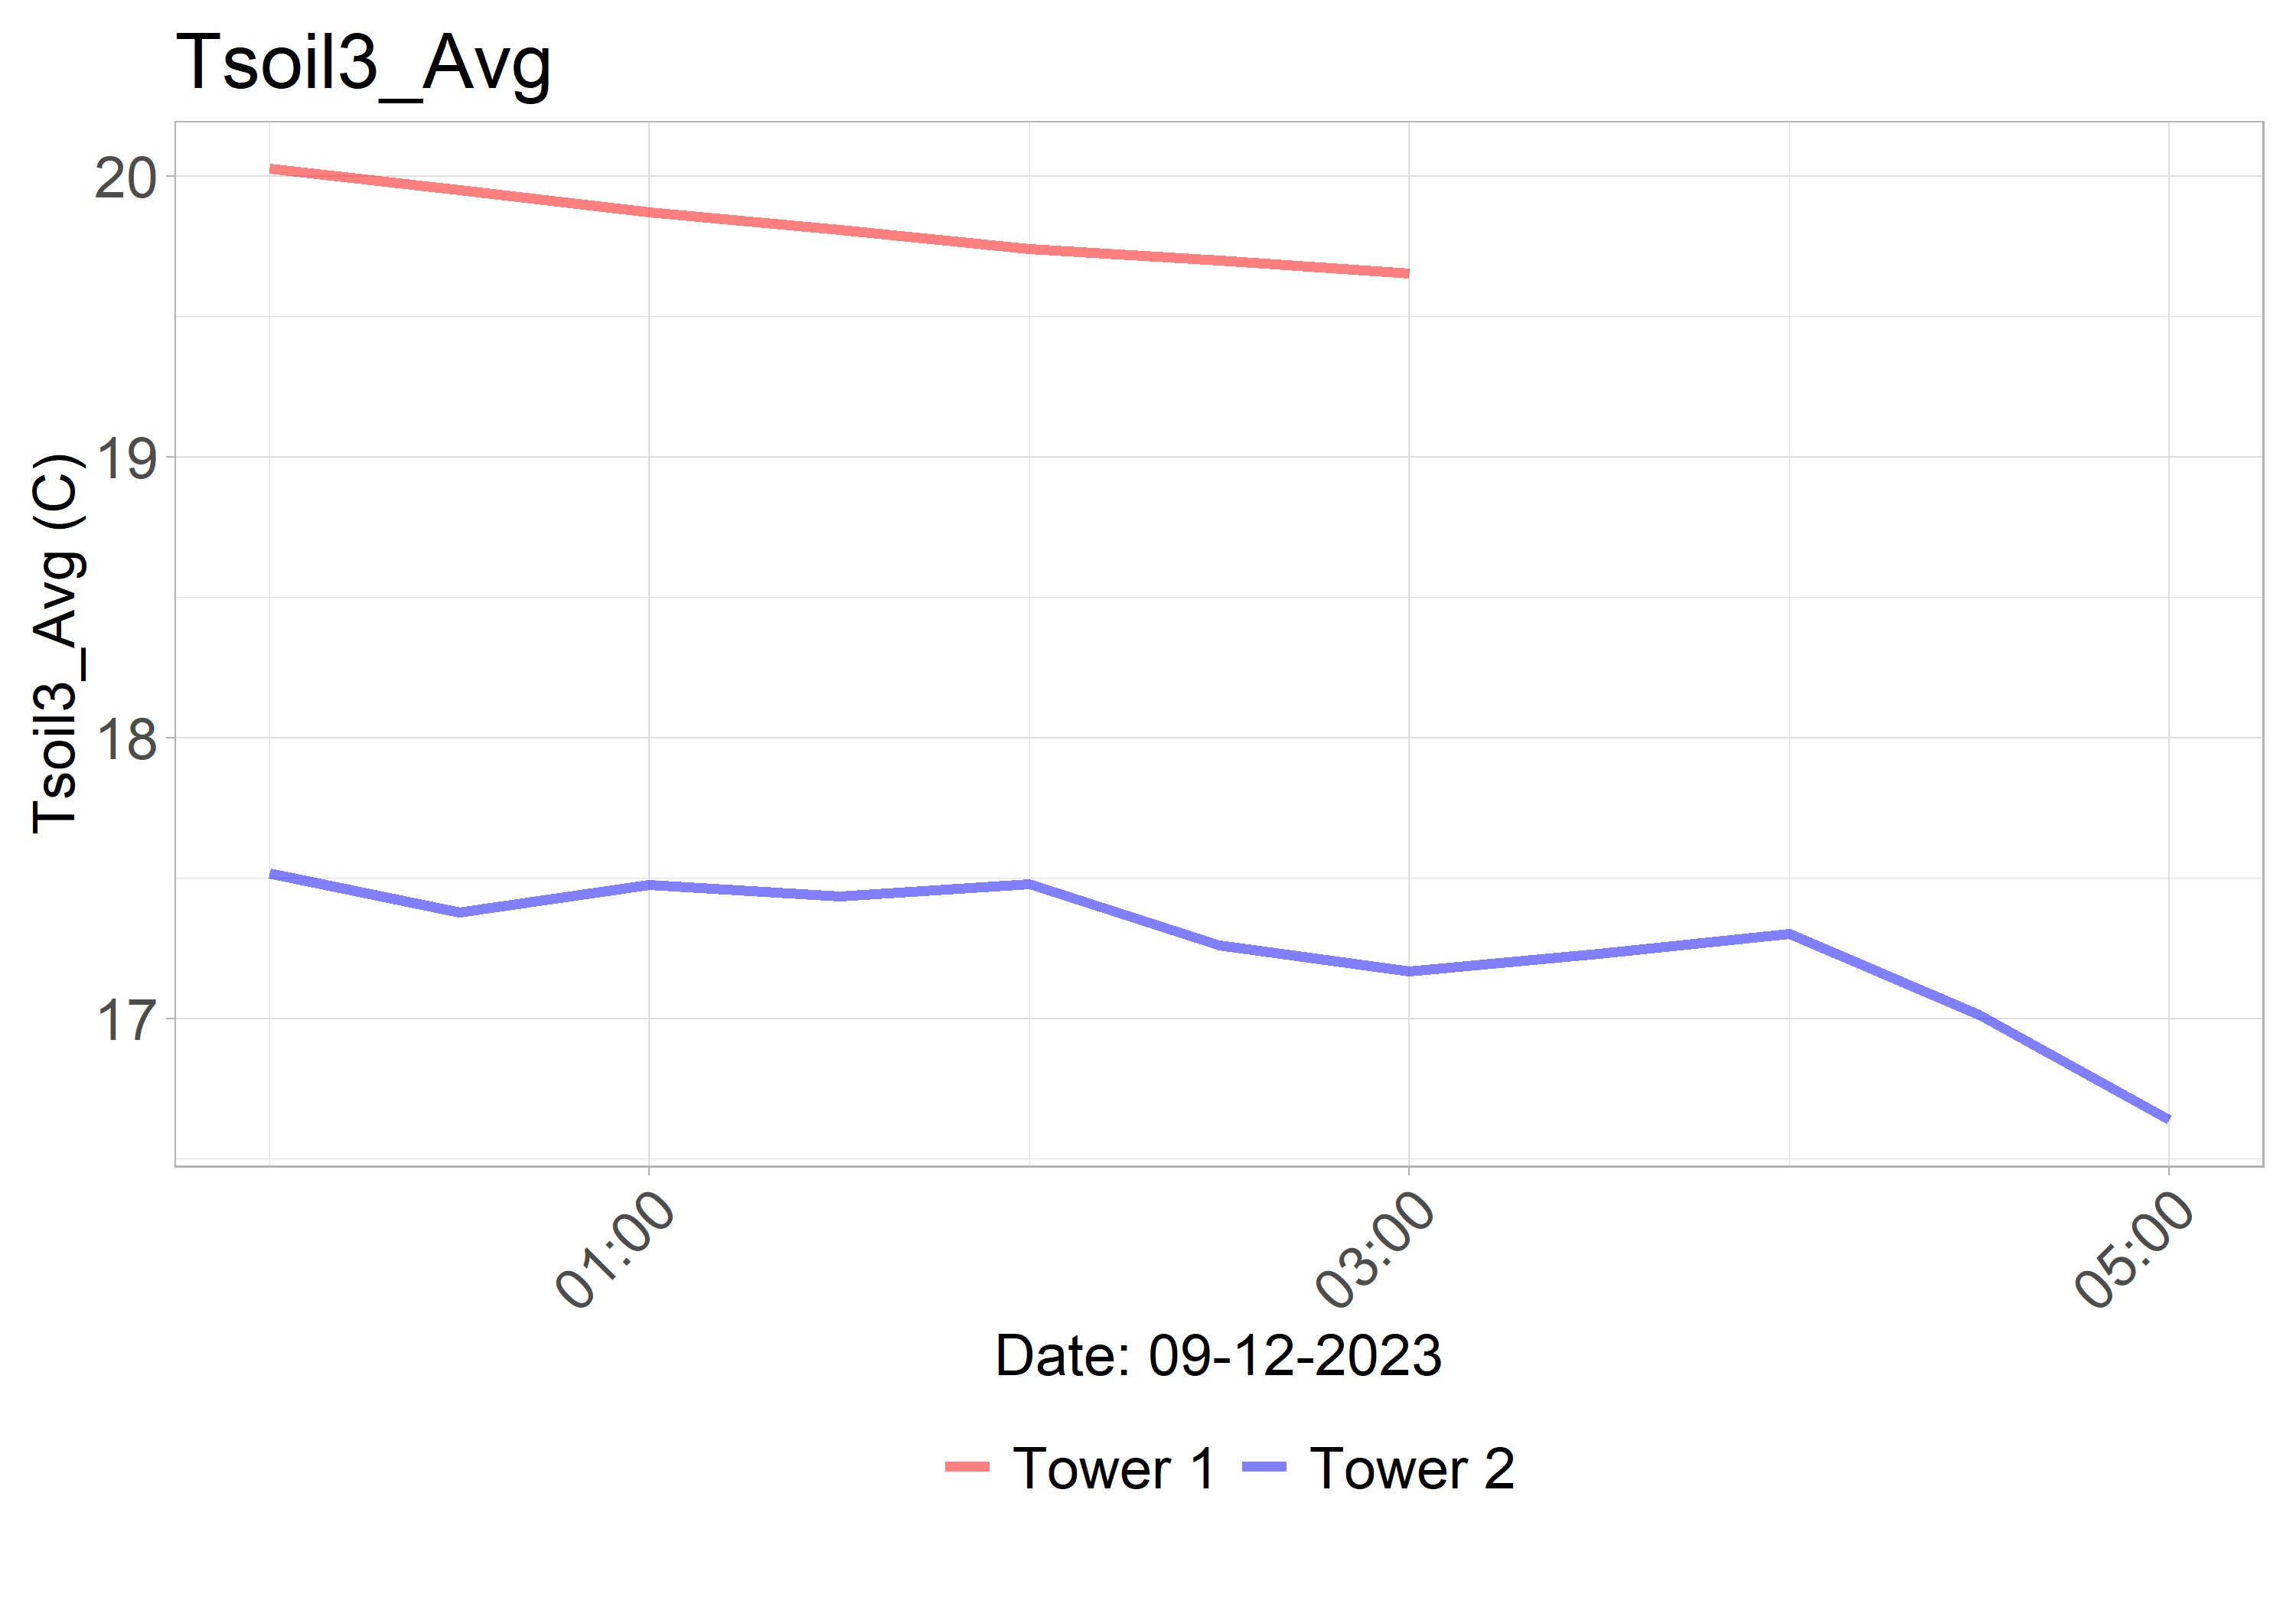 Tsoil3_Avg
Tsoil3_Avg (C)
20
19
18
17
01:00
03:00
05:00
Date: 09-12-2023
Tower 1
Tower 2